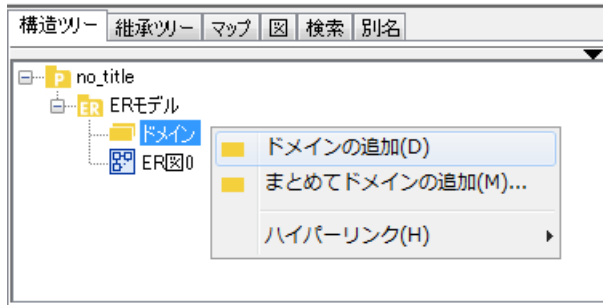 構造ツリー 継承ツリー マップ 図 検索 別名
no_title
ERモデル
ドメイン
ER図0
ドメインの追加(D)
まとめてドメインの追加(M)...
ハイパーリンク(H)